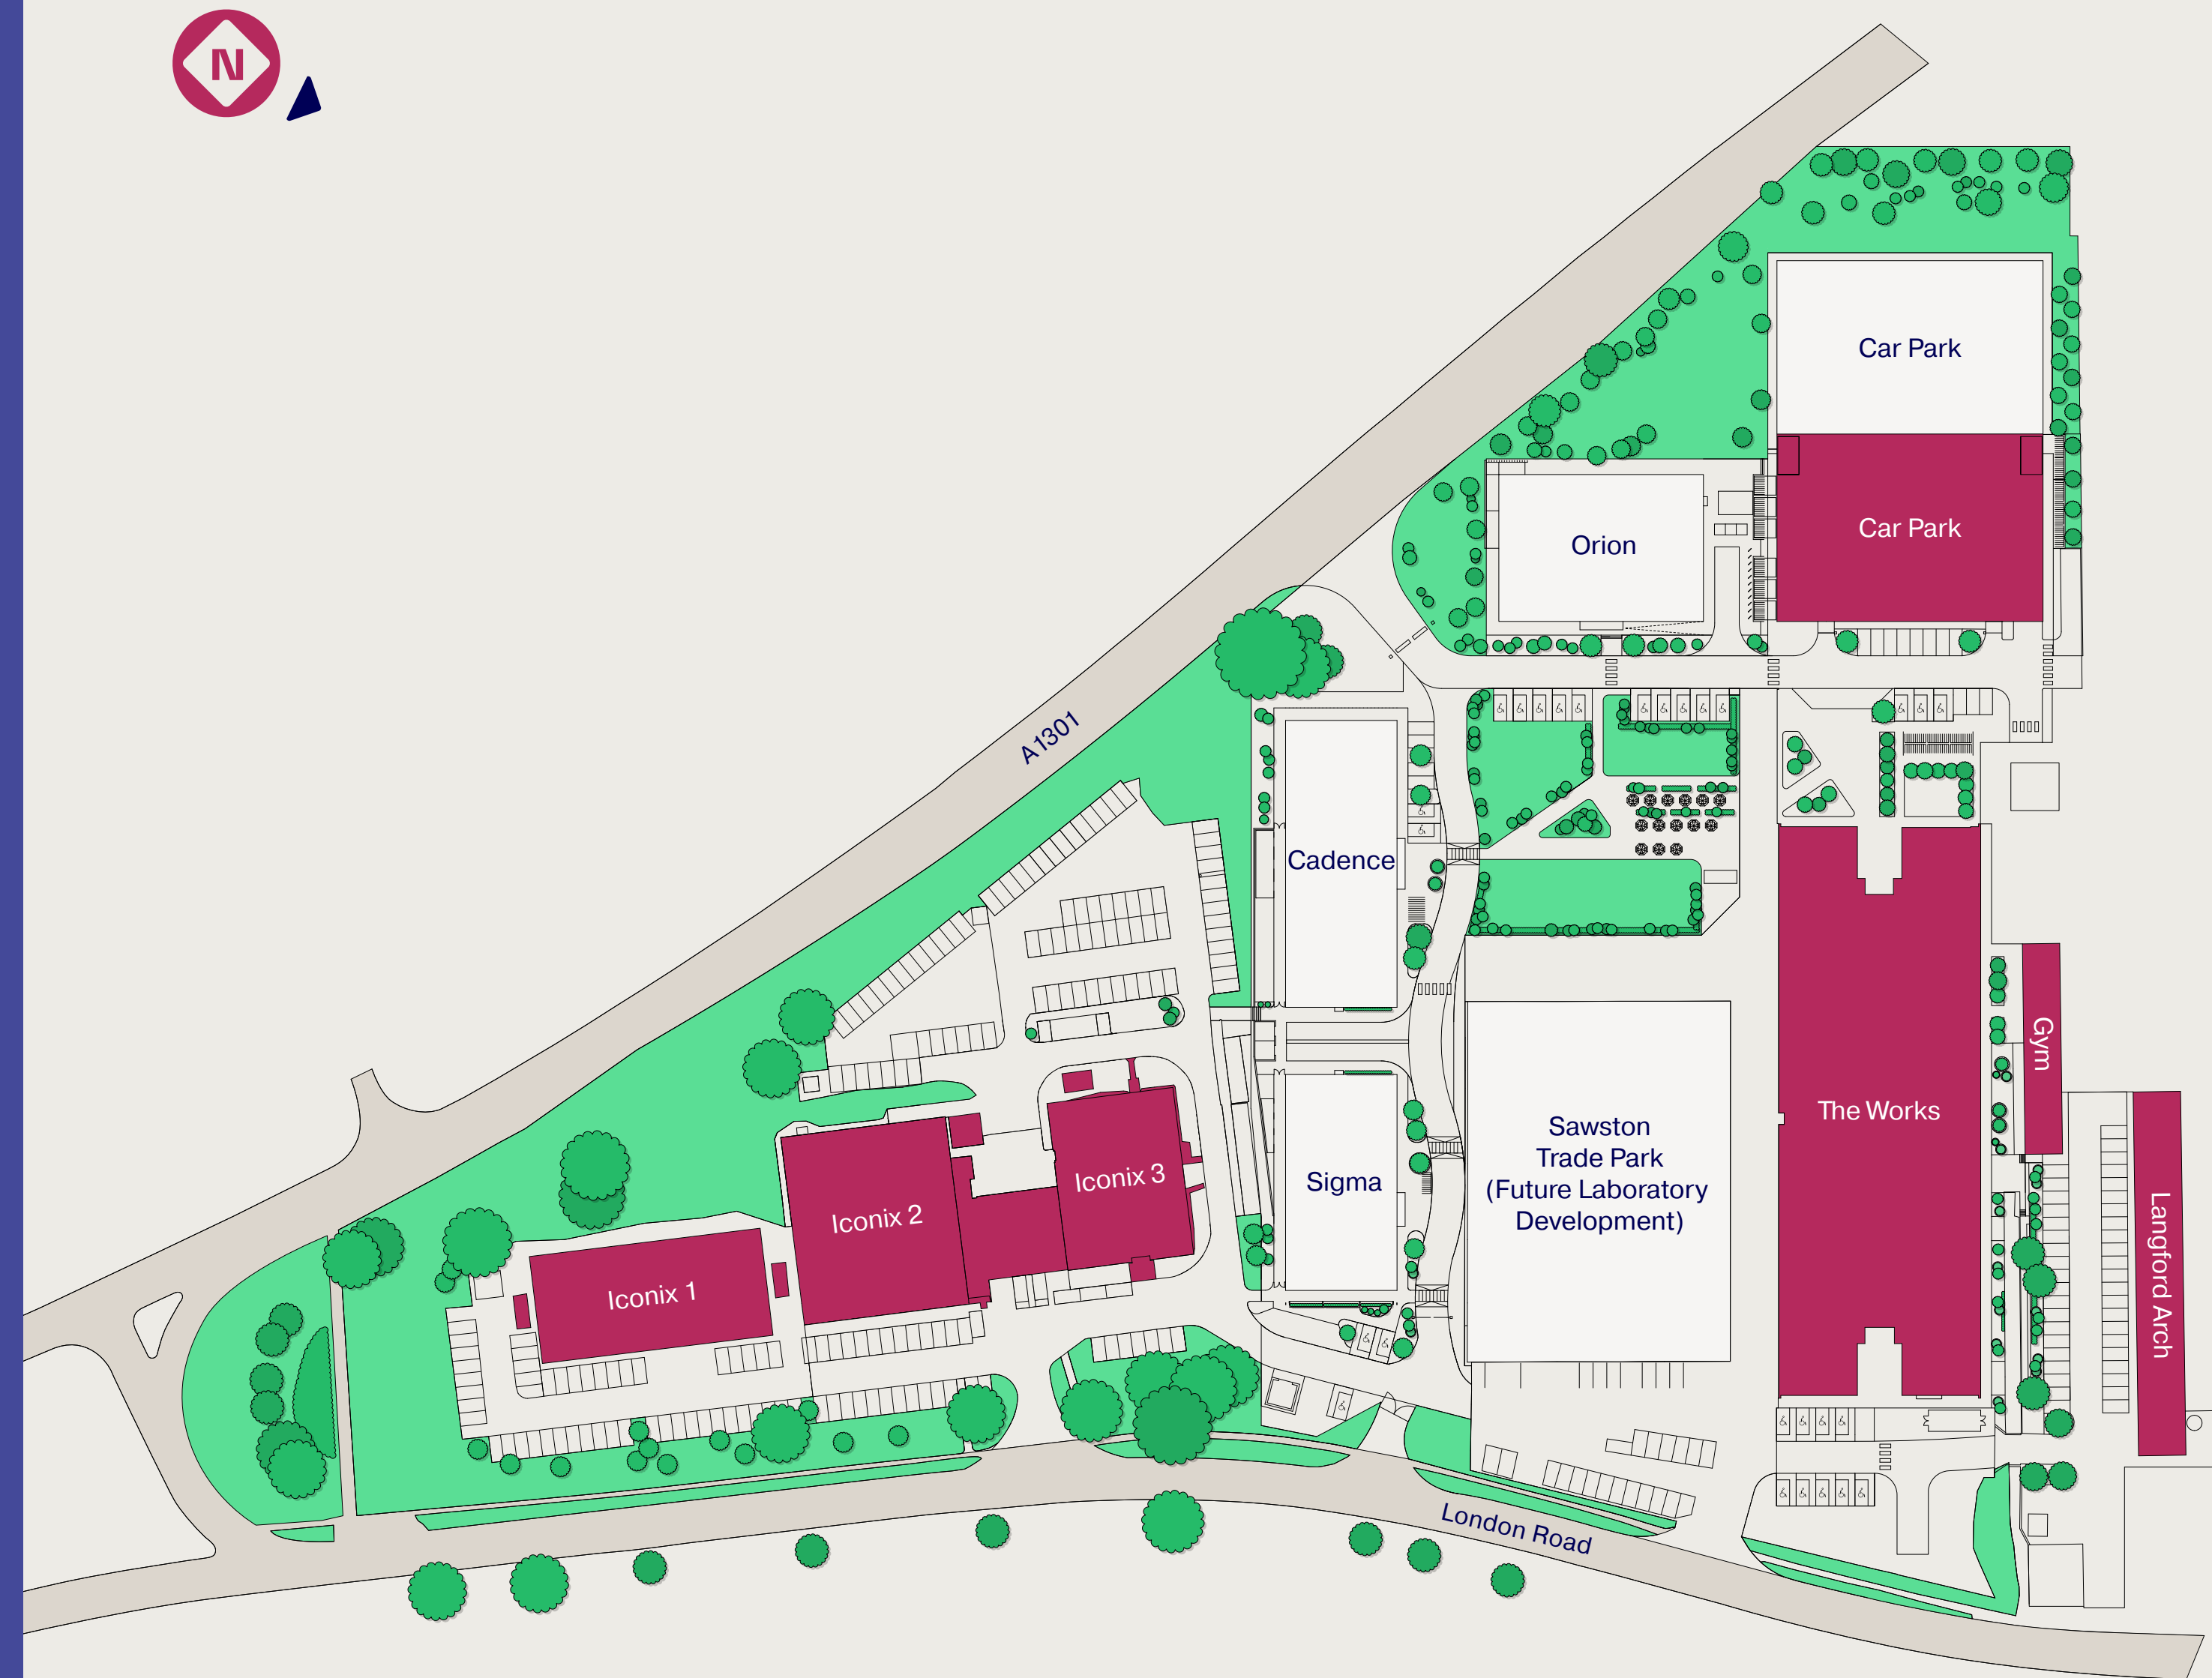 N
Car Park
Car Park
Orion
A1301
Cadence
Gym
The Works
Sawston
Trade Park
(Future Laboratory
Development)
Iconix 3
Sigma
Iconix 2
Langford Arch
Iconix 1
London Road